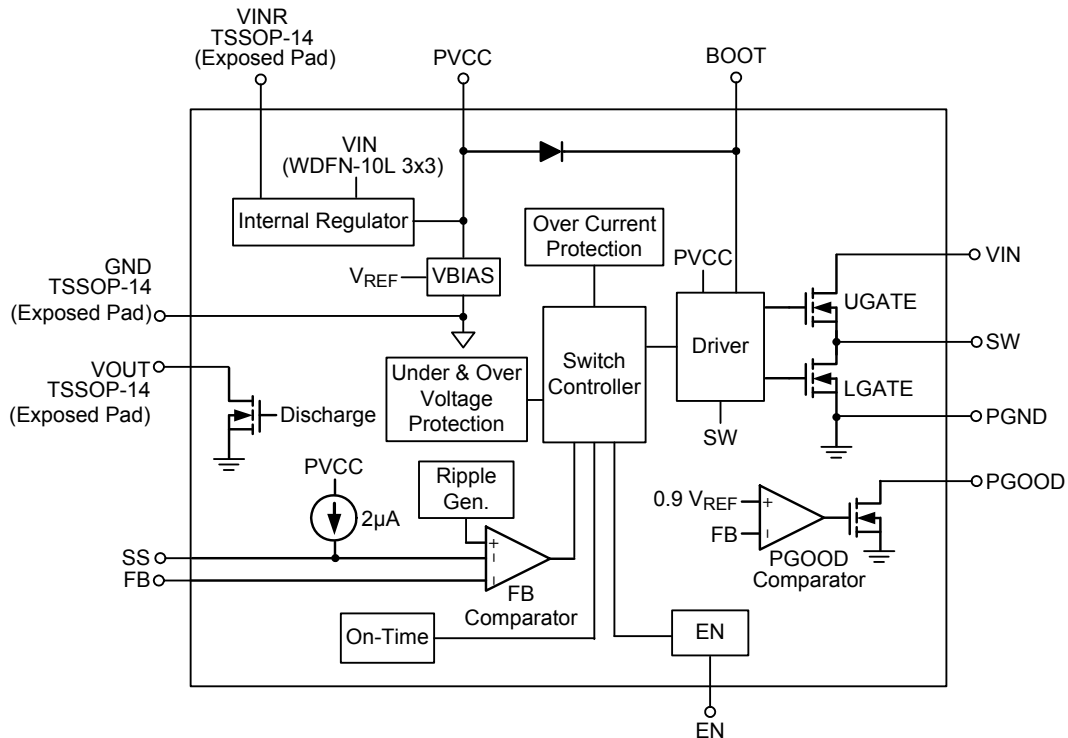 VINR
TSSOP-14
(Exposed Pad)
PVCC
BOOT
VIN
(WDFN-10L 3x3)
Internal Regulator
Over Current
Protection
GND
TSSOP-14
(Exposed Pad)
VREF
VBIAS
PVCC
VIN
UGATE
SW
Driver
Switch
Controller
VOUT
TSSOP-14
(Exposed Pad)
Discharge
Under & Over
Voltage
Protection
LGATE
PGND
SW
PVCC
2µA
Ripple
Gen.
+
-
-
SS
FB
FB
Comparator
0.9 VREF
FB
+
-
PGOOD
PGOOD
Comparator
On-Time
EN
EN